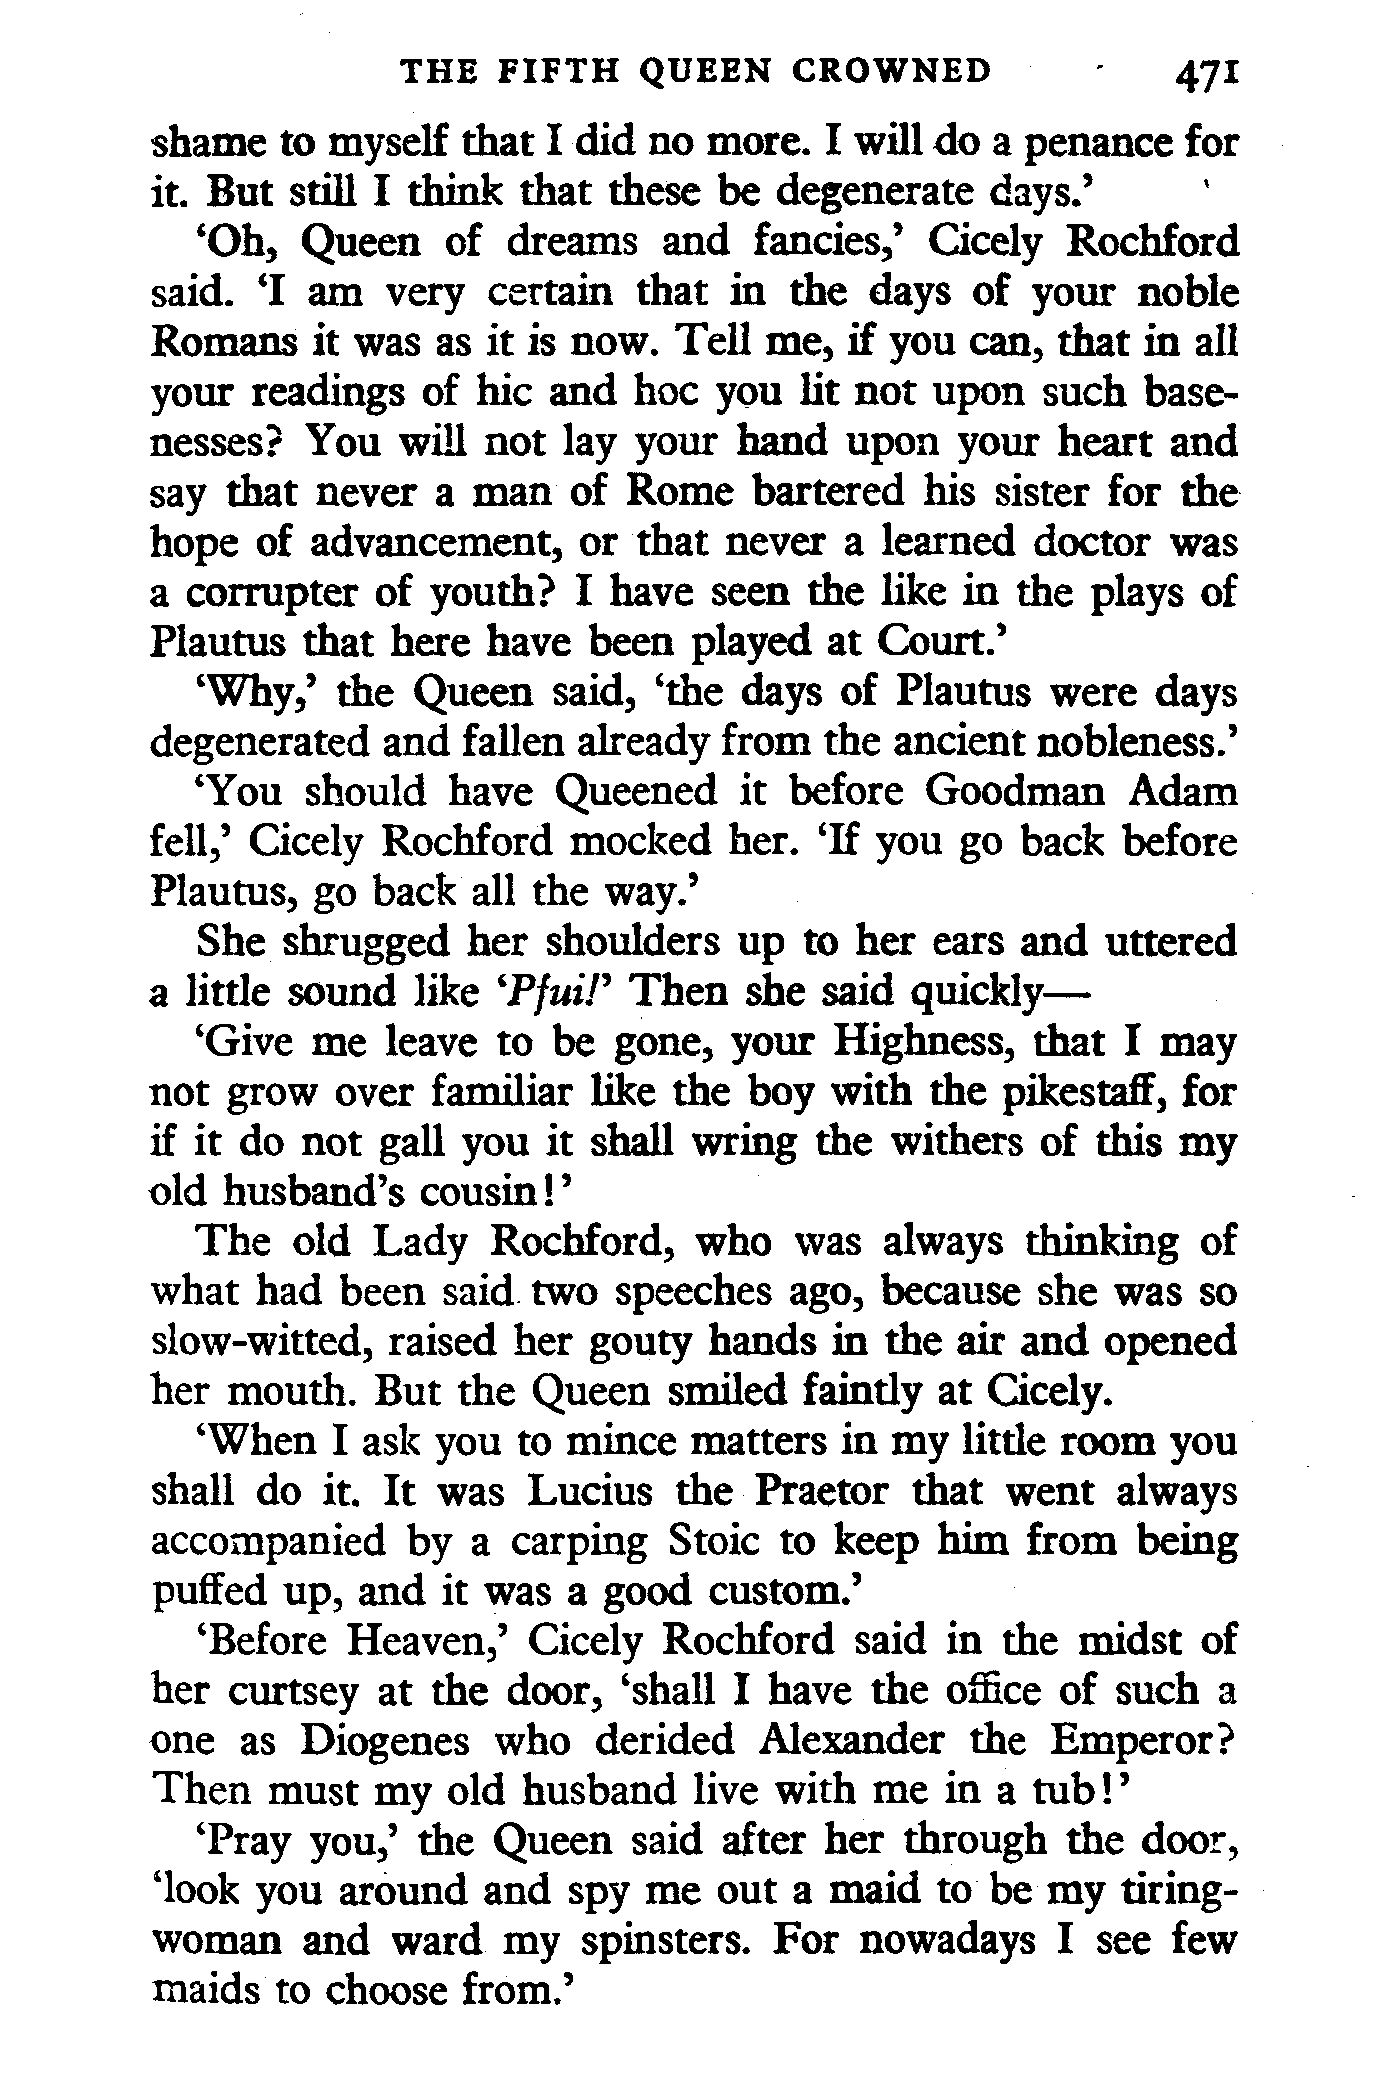 THE FIFTH QUEEN CROWNED 471
shame to myself that I did no more. I will do a penance for
it. But still I think that these be degenerate days.’
‘Oh, Queen of dreams and fancies,’ Cicely Rochford
said. ‘I am very certain that in the days of your noble
Romans it was as it is now. Tell me, if you can, that in all
your readings of hic and hoc you lit not upon such base-
nesses? You will not lay your hand upon your heart and
say that never a man of Rome bartered his sister for the
hope of advancement, or that never a learned doctor was
a corrupter of youth? I have seen the like in the plays of
Plautus that here have been played at Court.’
‘Why,’ the Queen said, ‘the days of Plautus were days
degenerated and fallen already from the ancient nobleness.’
‘You should have Queened it before Goodman Adam
fell,’ Cicely Rochford mocked her. ‘If you go back before
Plautus, go back all the way.’
She shrugged her shoulders up to her ears and uttered
a little sound like ‘Pfui!’ Then she said quickly—
‘Give me leave to be gone, your Highness, that I may
not grow over familiar like the boy with the pikestaff, for
if it do not gall you it shall wring the withers of this my
old husband’s cousin!’
The old Lady Rochford, who was always thinking of
what had been said two speeches ago, because she was so
slow-witted, raised her gouty hands in the air and opened
her mouth. But the Queen smiled faintly at Cicely.
‘When I ask you to mince matters in my little room you
shall do it. It was Lucius the Praetor that went always
accompanied by a carping Stoic to keep him from being
puffed up, and it was a good custom.’
‘Before Heaven,’ Cicely Rochford said in the midst of
her curtsey at the door, ‘shall I have the office of such a
one as Diogenes who derided Alexander the Emperor?
Then must my old husband live with me in a tub!’
‘Pray you,’ the Queen said after her through the door,
‘look you around and spy me out a maid to be my tiring-
woman and ward my spinsters. For nowadays I see few
maids to choose from.’